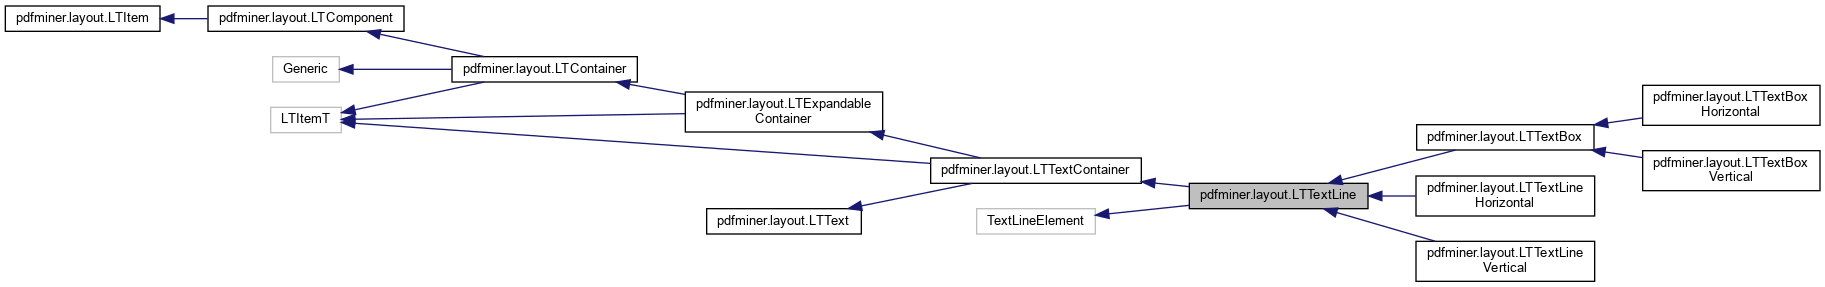 pdfminer.layout.LTItem
pdfminer.layout.LTComponent
Generic
pdfminer.layout.LTContainer
LTItemT
pdfminer.layout.LTExpandable
Container
pdfminer.layout.LTTextContainer
pdfminer.layout.LTText
TextLineElement
pdfminer.layout.LTTextLine
pdfminer.layout.LTTextBox
pdfminer.layout.LTTextBox
Horizontal
pdfminer.layout.LTTextBox
Vertical
pdfminer.layout.LTTextLine
Horizontal
pdfminer.layout.LTTextLine
Vertical